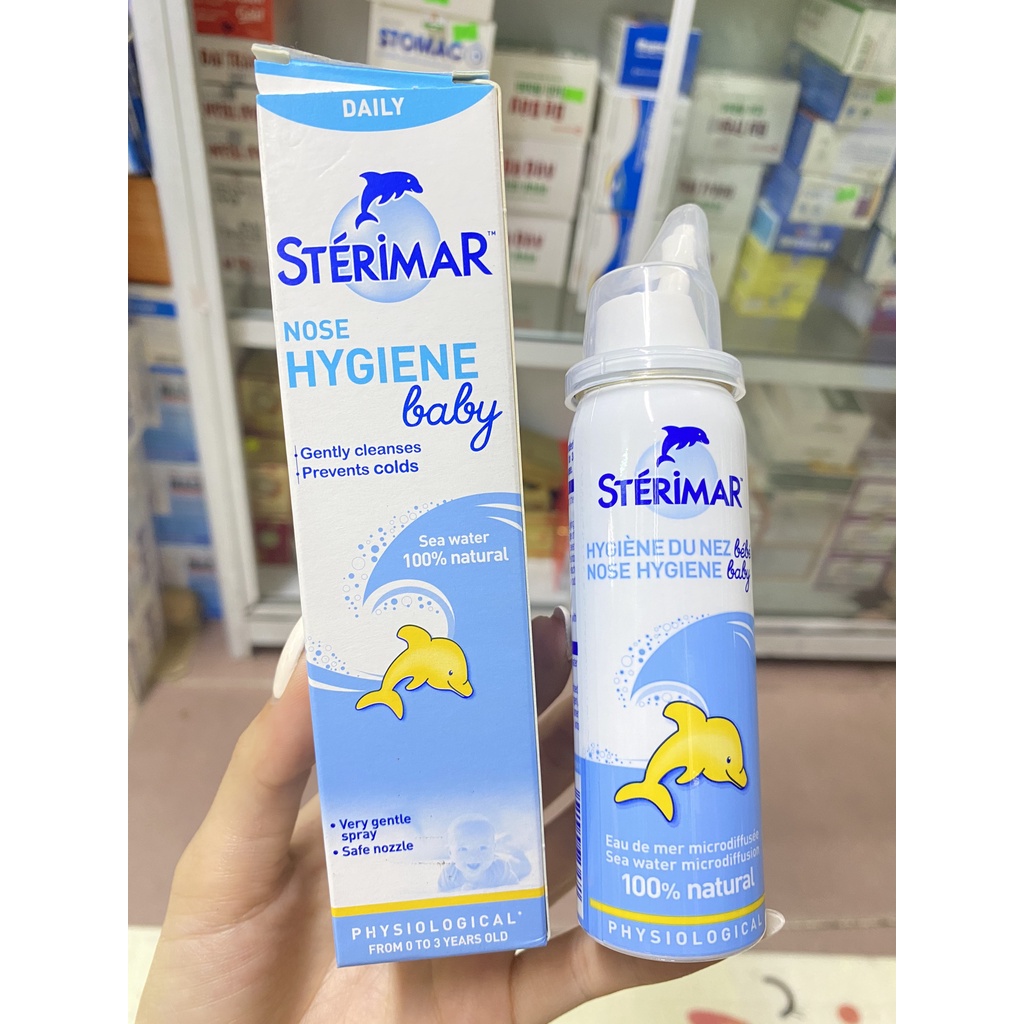 DAILY
STÉRIMAR™
NOSE
HYGIENE
baby
· Gently cleanses
· Prevents colds
Sea water
100% natural
• Very gentle
spray
• Safe nozzle
PHYSIOLOGICAL*
FROM 0 TO 3 YEARS OLD
STÉRIMAR
HYGIÈNE DU NEZ bébé
NOSE HYGIENE baby
Eau de mer microdiffusée
Sea water microdiffusion
100% natural
PHYSIOLOGICAL
STOMAC